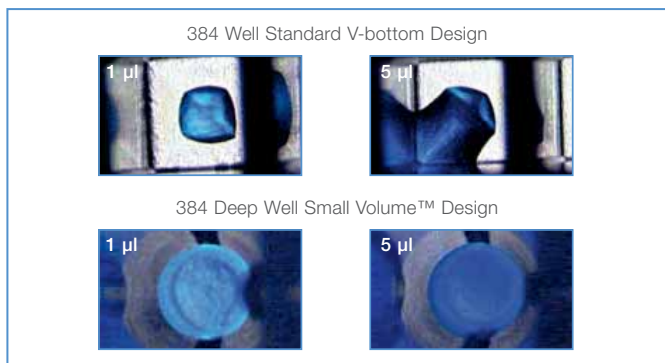 384 Well Standard V-bottom Design
1 µl
5 µl
384 Deep Well Small Volume™ Design
1 µl
5 µl